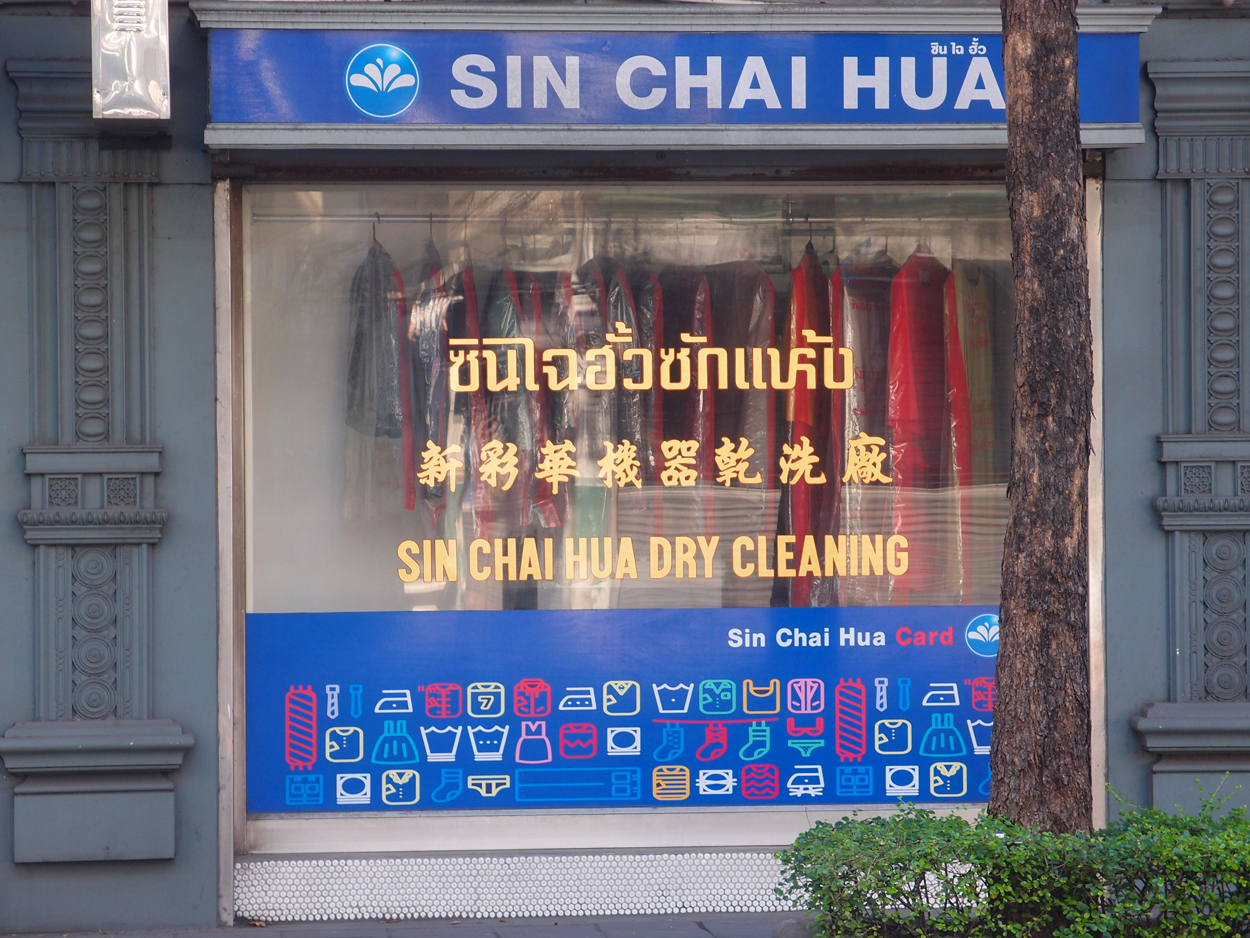 ซิน ไฉ ฮั้ว
SIN CHAI HUA
ซินไฉฮั้วซักแห้ง
新彩華機器乾洗廠
SIN CHAI HUA DRY CLEANING
Sin Chai Hua Card
7